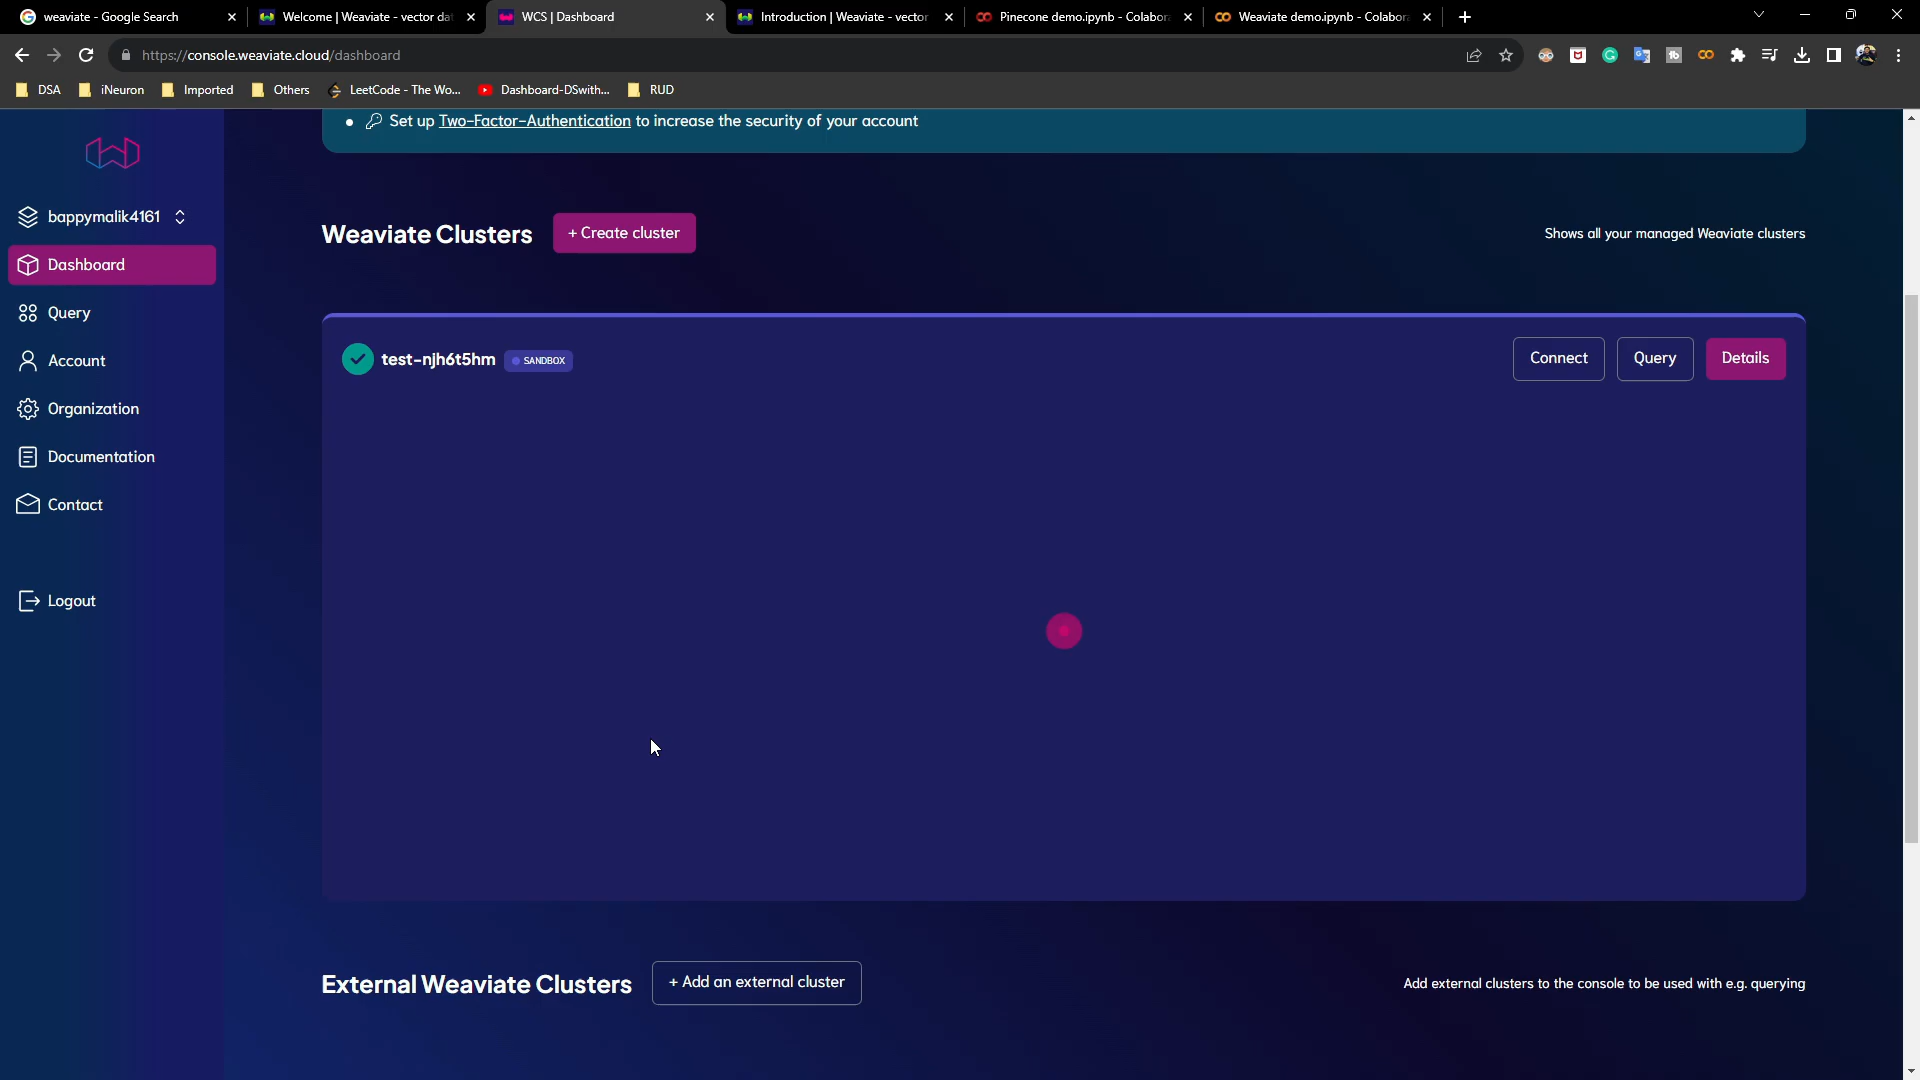 weaviate - Google Search
Welcome | Weaviate - vector dat
WCS | Dashboard
Introduction | Weaviate - vector
Pinecone demo.ipynb - Colabora
Weaviate demo.ipynb - Colabora
https://console.weaviate.cloud/dashboard
DSA
iNeuron
Imported
Others
LeetCode - The Wo...
Dashboard-DSwith...
RUD
Set up Two-Factor-Authentication to increase the security of your account
bappymalik4161
Dashboard
Query
Account
Organization
Documentation
Contact
Logout
Weaviate Clusters
+ Create cluster
Shows all your managed Weaviate clusters
test-njh6t5hm
SANDBOX
Connect
Query
Details
External Weaviate Clusters
+ Add an external cluster
Add external clusters to the console to be used with e.g. querying